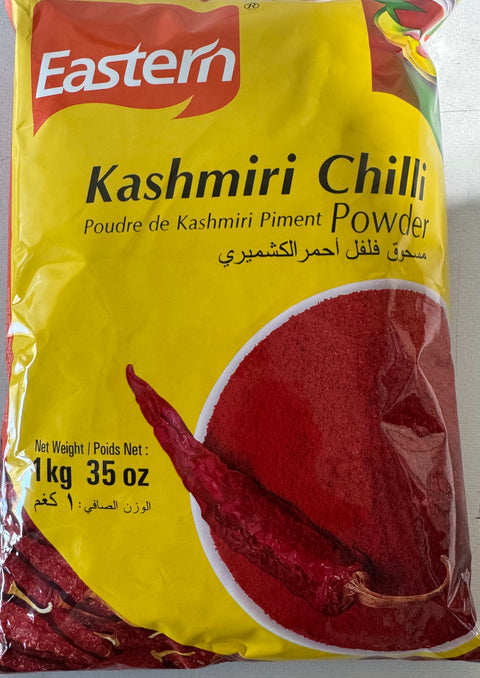 Eastern ®
Kashmiri Chilli
Poudre de Kashmiri Piment Powder
مسحوق فلفل أحمر الكشميري
Net Weight / Poids Net :
1kg 35 oz
الوزن الصافي: ١ كغم